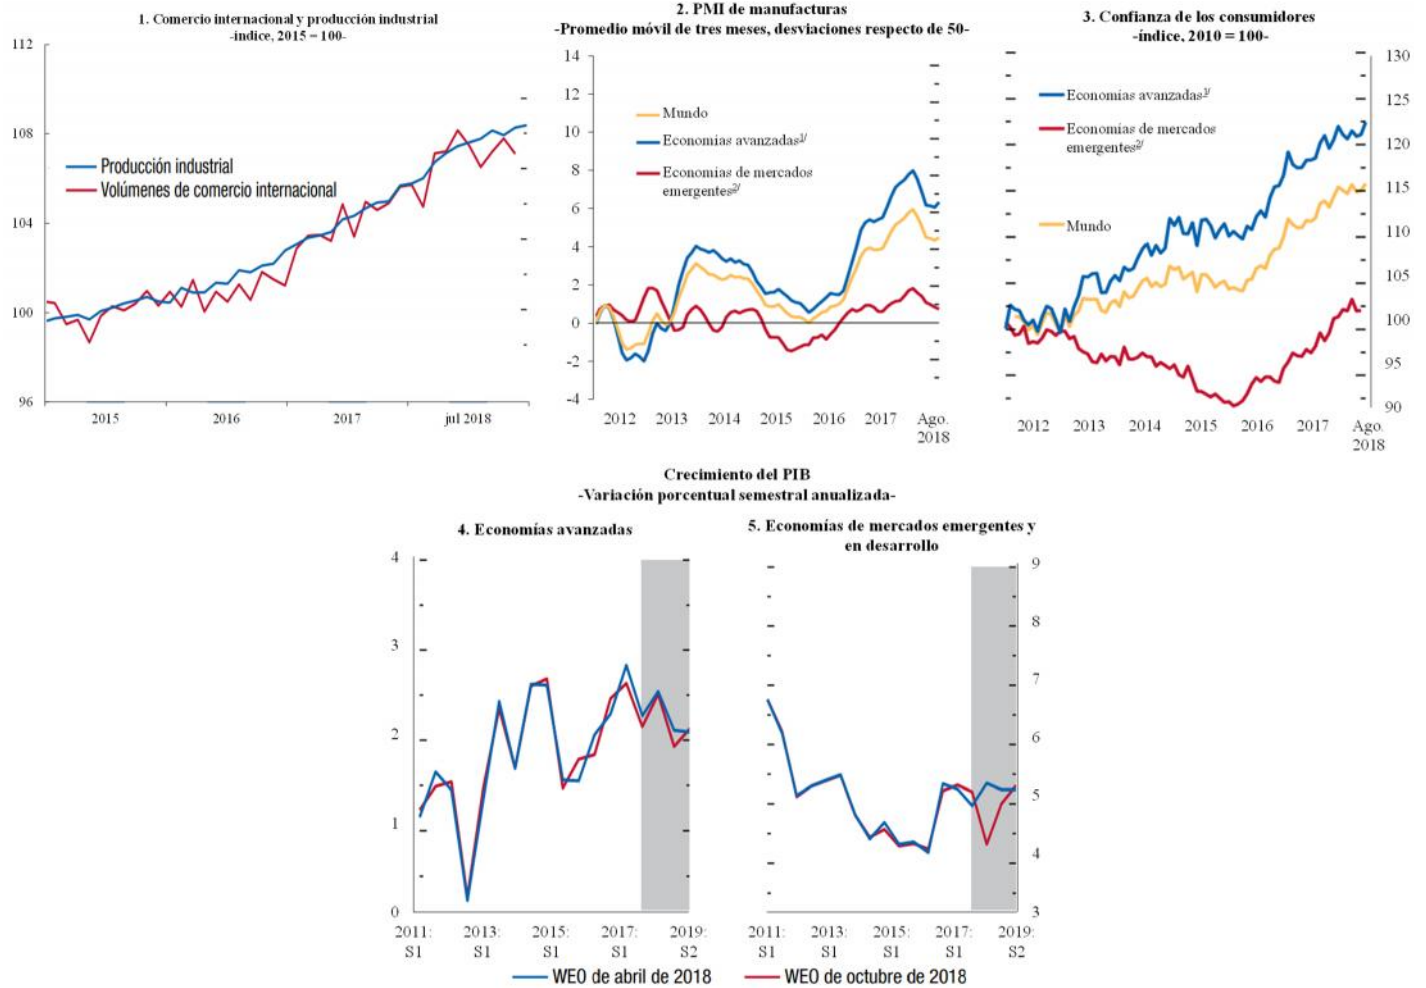 1. Comercio internacional y producción industrial
-índice, 2015 = 100-
112
108
104
100
96
Producción industrial
Volúmenes de comercio internacional
2015
2016
2017
jul 2018
2. PMI de manufacturas
-Promedio móvil de tres meses, desviaciones respecto de 50-
14
12
10
8
6
4
2
0
-2
-4
Mundo
Economías avanzadas1/
Economías de mercados
emergentes2/
2012
2013
2014
2015
2016
2017
Ago.
2018
3. Confianza de los consumidores
-índice, 2010 = 100-
Economías avanzadas1/
Economías de mercados
emergentes2/
Mundo
130
125
120
115
110
105
100
95
90
2012
2013
2014
2015
2016
2017
Ago.
2018
Crecimiento del PIB
-Variación porcentual semestral anualizada-
4. Economías avanzadas
4
3
2
1
0
2011:
S1
2013:
S1
2015:
S1
2017:
S1
2019:
S2
5. Economías de mercados emergentes y
en desarrollo
9
8
7
6
5
4
3
2011:
S1
2013:
S1
2015:
S1
2017:
S1
2019:
S2
WEO de abril de 2018
WEO de octubre de 2018